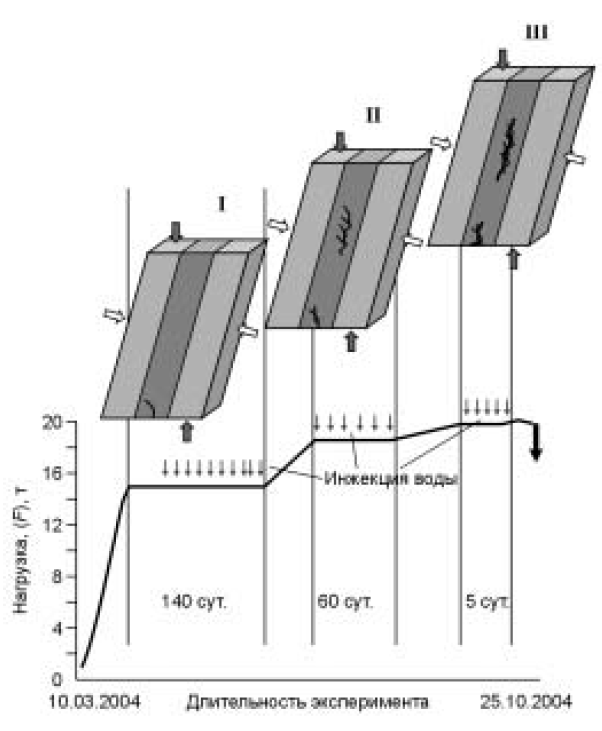 III
II
I
20
16
12
8
4
0
Нагрузка, (F), т
Инжекция воды
140 сут.
60 сут.
5 сут.
10.03.2004
Длительность эксперимента
25.10.2004